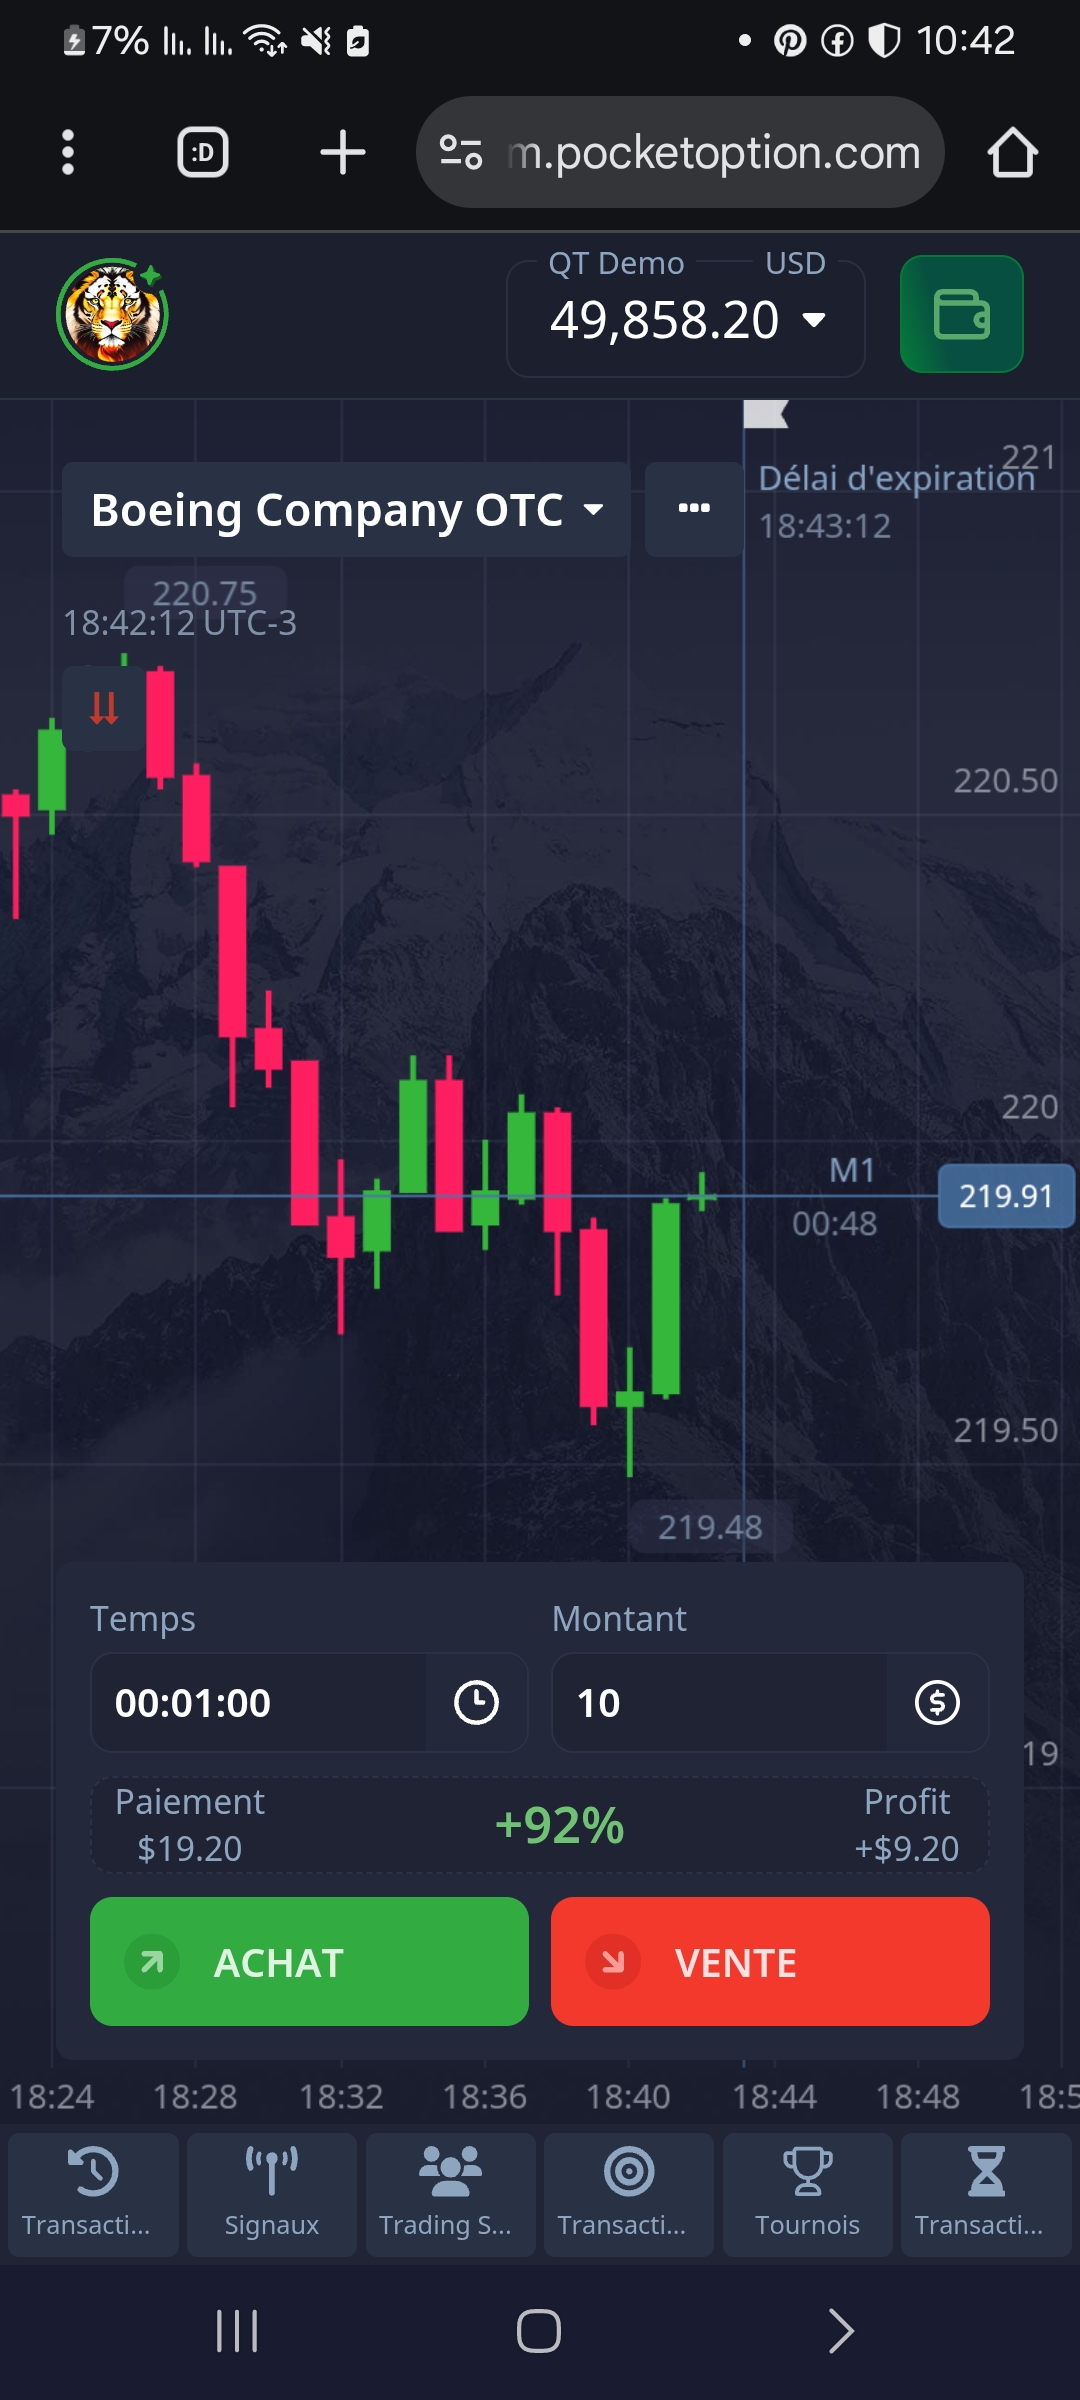 7%
10:42
:D
m.pocketoption.com
QT Demo USD
49,858.20
Boeing Company OTC
Délai d'expiration
18:43:12
221
220.75
18:42:12 UTC-3
220.50
220
M1
00:48
219.91
219.50
219.48
Temps
Montant
00:01:00
10
19
Paiement
$19.20
+92%
Profit
+$9.20
ACHAT
VENTE
18:24 18:28 18:32 18:36 18:40 18:44 18:48 18:5
Transacti...
Signaux
Trading S...
Transacti...
Tournois
Transacti...